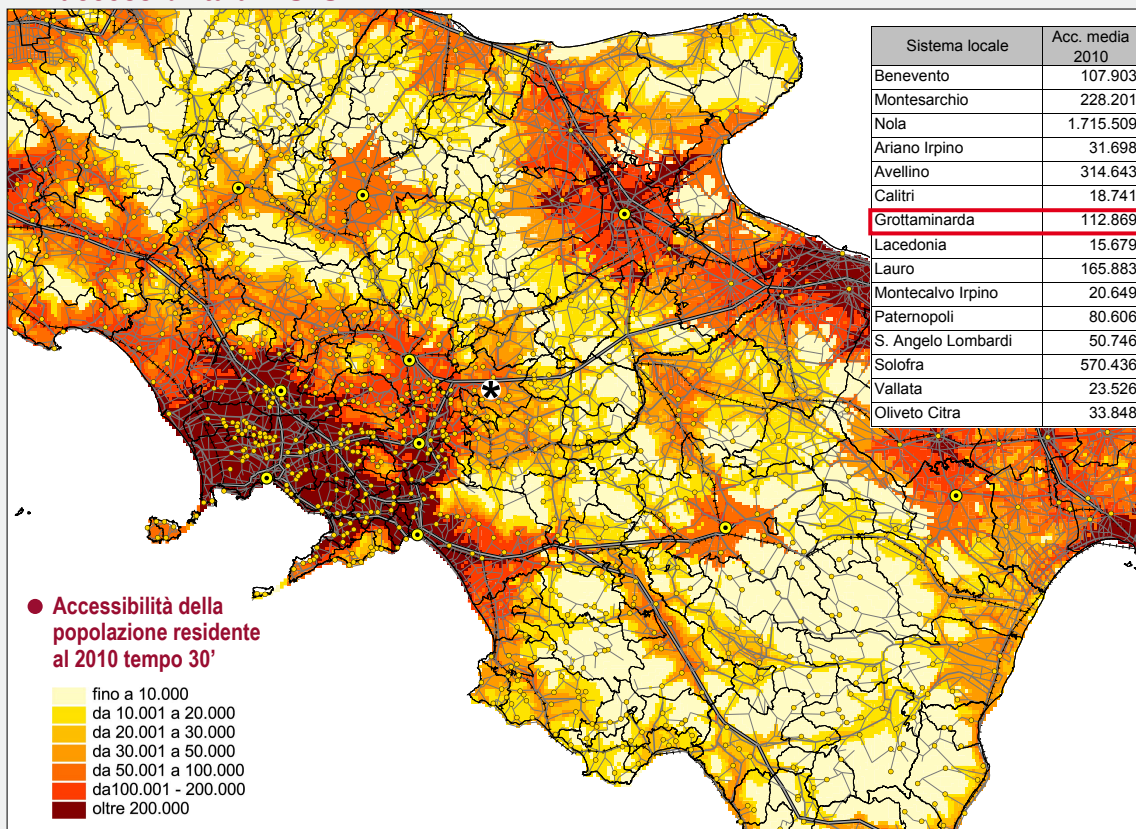 Sistema locale Acc. media 2010
Benevento 107.903
Montesarchio 228.201
Nola 1.715.509
Ariano Irpino 31.698
Avellino 314.643
Calitri 18.741
Grottaminarda 112.869
Lacedonia 15.679
Lauro 165.883
Montecalvo Irpino 20.649
Paternopoli 80.606
S. Angelo Lombardi 50.746
Solofra 570.436
Vallata 23.526
Oliveto Citra 33.848
*
● Accessibilità della
popolazione residente
al 2010 tempo 30’
fino a 10.000
da 10.001 a 20.000
da 20.001 a 30.000
da 30.001 a 50.000
da 50.001 a 100.000
da100.001 - 200.000
oltre 200.000